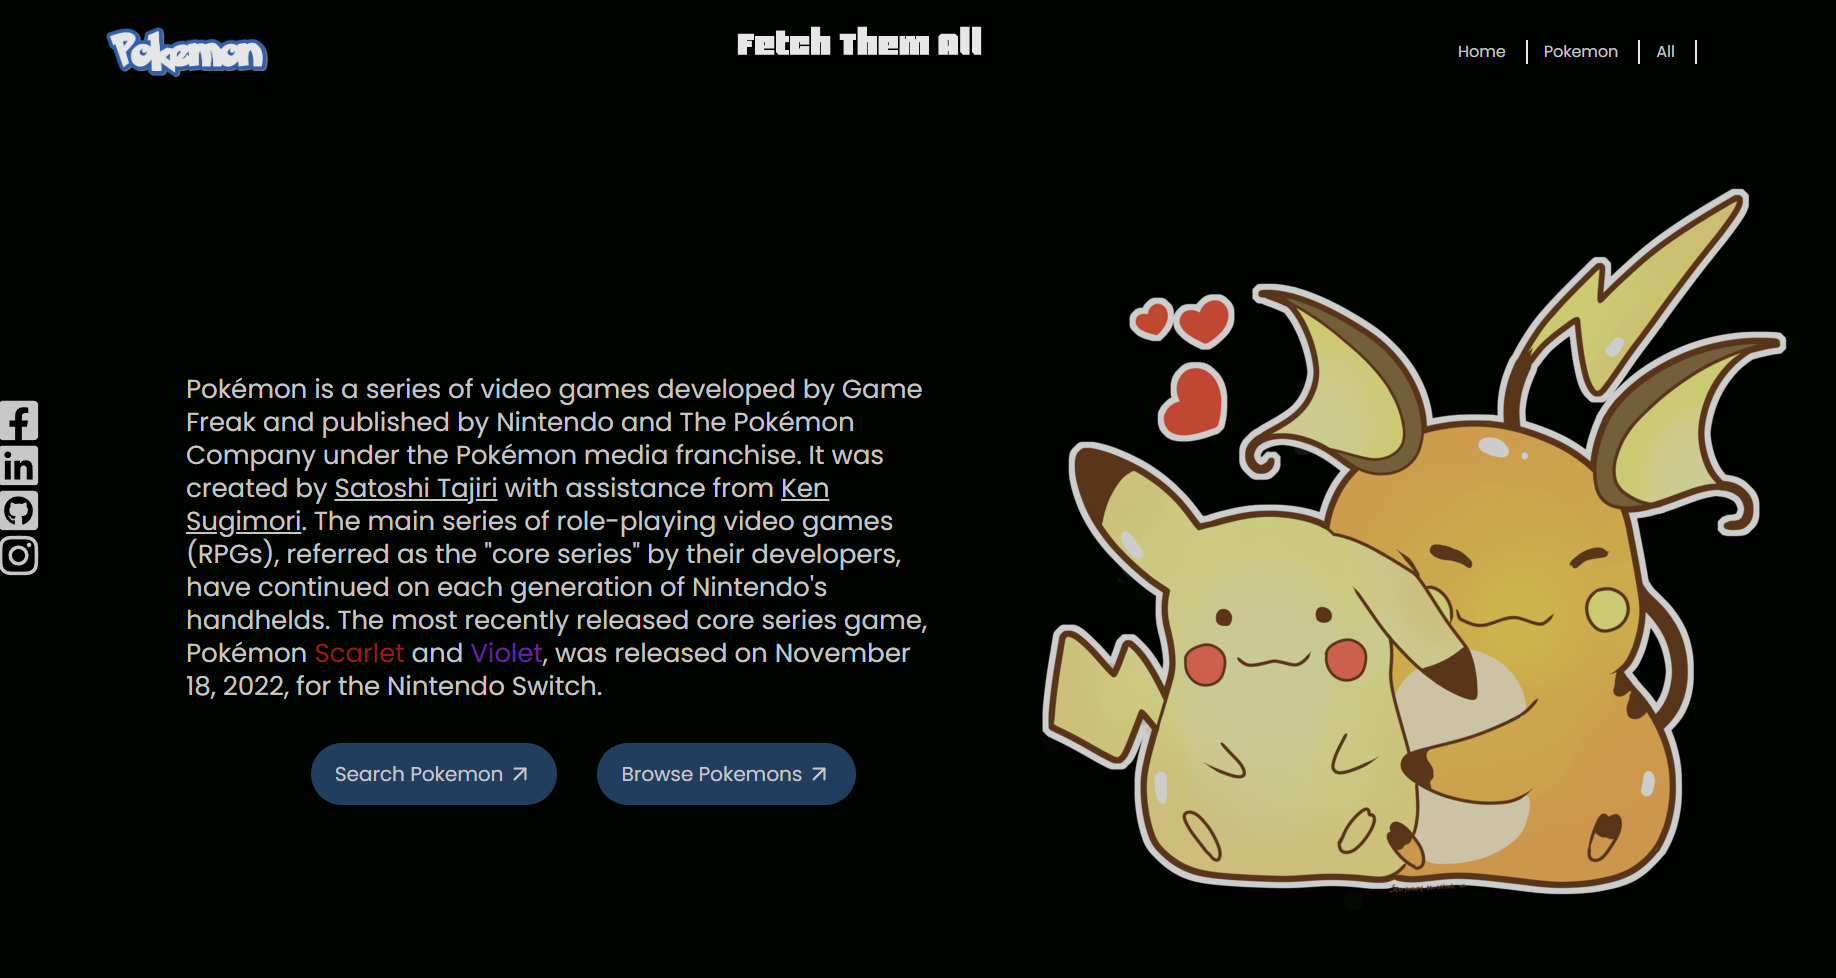 Pokemon
Fetch Them All
Home
Pokemon
All
Pokémon is a series of video games developed by Game
Freak and published by Nintendo and The Pokémon
Company under the Pokémon media franchise. It was
created by Satoshi Tajiri with assistance from Ken
Sugimori. The main series of role-playing video games
(RPGs), referred as the "core series" by their developers,
have continued on each generation of Nintendo's
handhelds. The most recently released core series game,
Pokémon Scarlet and Violet, was released on November
18, 2022, for the Nintendo Switch.
Search Pokemon
Browse Pokemons